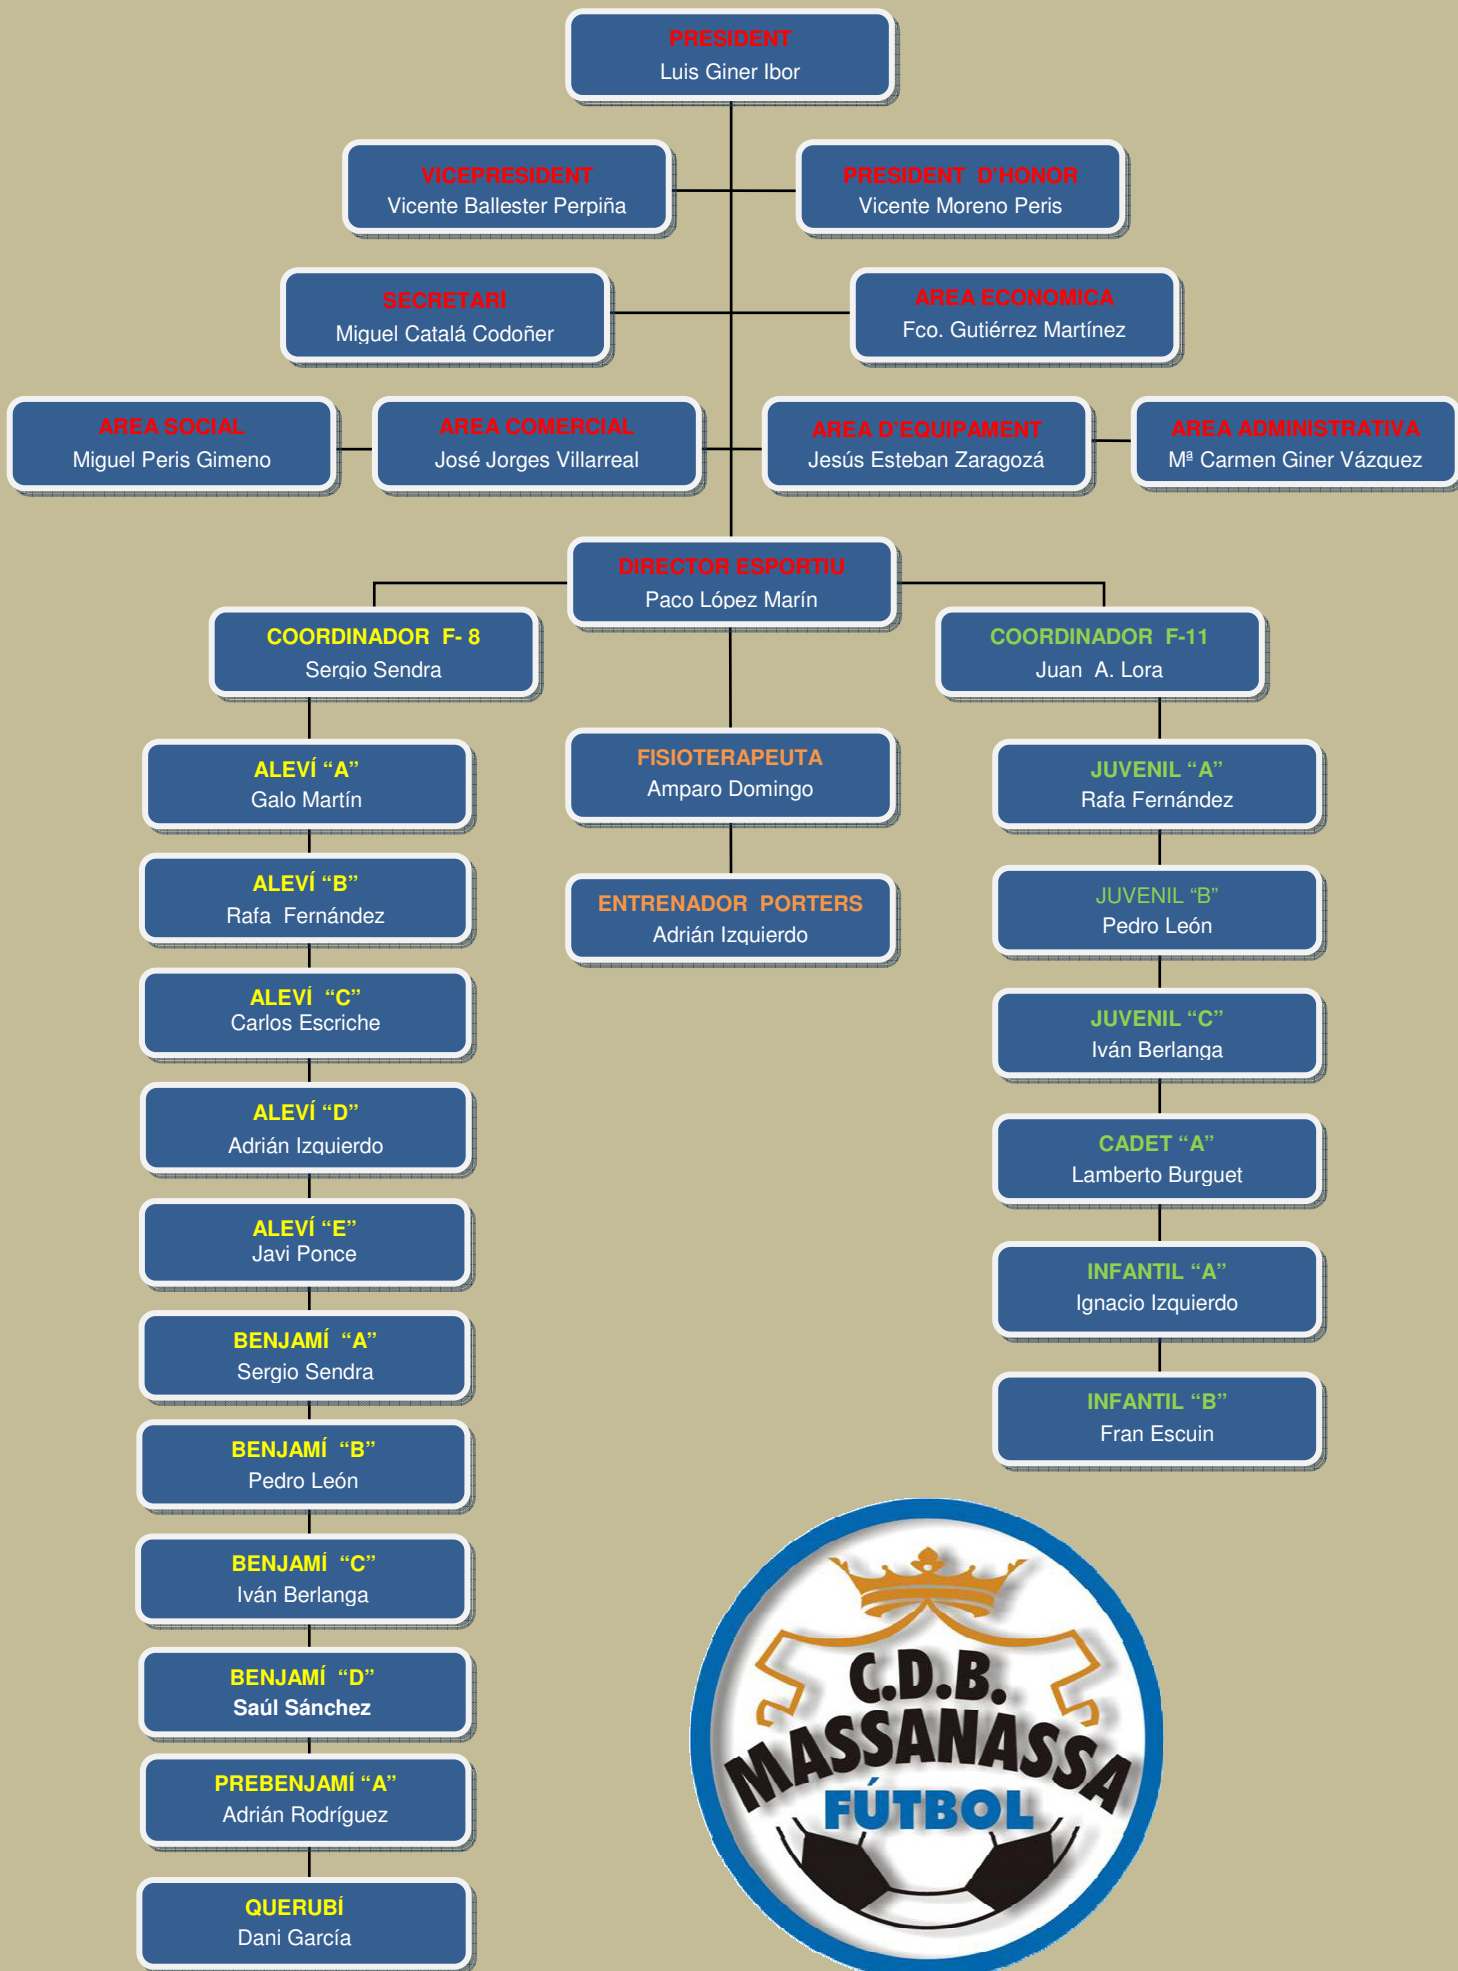 PRESIDENT
Luis Giner Ibor
VICEPRESIDENT
Vicente Ballester Perpiña
PRESIDENT D'HONOR
Vicente Moreno Peris
SECRETARI
Miguel Catalá Codoñer
AREA ECONOMICA
Fco. Gutiérrez Martínez
AREA SOCIAL
Miguel Peris Gimeno
AREA COMERCIAL
José Jorges Villarreal
AREA D'EQUIPAMENT
Jesús Esteban Zaragozá
AREA ADMINISTRATIVA
Mª Carmen Giner Vázquez
DIRECTOR ESPORTIU
Paco López Marín
COORDINADOR F- 8
Sergio Sendra
ALEVÍ “A”
Galo Martín
ALEVÍ “B”
Rafa Fernández
ALEVÍ “C”
Carlos Escriche
ALEVÍ “D”
Adrián Izquierdo
ALEVÍ “E”
Javi Ponce
BENJAMÍ “A”
Sergio Sendra
BENJAMÍ “B”
Pedro León
BENJAMÍ “C”
Iván Berlanga
BENJAMÍ “D”
Saúl Sánchez
PREBENJAMÍ “A”
Adrián Rodríguez
QUERUBÍ
Dani García
FISIOTERAPEUTA
Amparo Domingo
ENTRENADOR PORTERS
Adrián Izquierdo
COORDINADOR F-11
Juan A. Lora
JUVENIL “A”
Rafa Fernández
JUVENIL “B”
Pedro León
JUVENIL “C”
Iván Berlanga
CADET “A”
Lamberto Burguet
INFANTIL “A”
Ignacio Izquierdo
INFANTIL “B”
Fran Escuin
C.D.B.
MASSANASSA
FÚTBOL